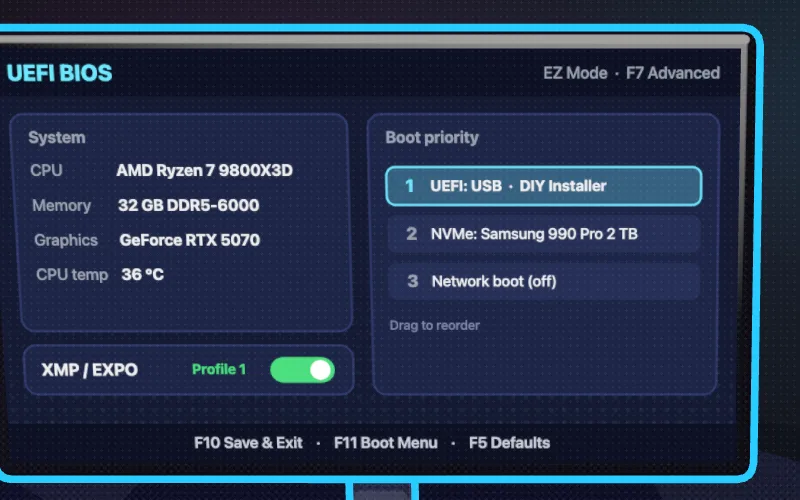 UEFI BIOS
EZ Mode · F7 Advanced
System
CPU AMD Ryzen 7 9800X3D
Memory 32 GB DDR5-6000
Graphics GeForce RTX 5070
CPU temp 36 °C
XMP / EXPO Profile 1
Boot priority
1 UEFI: USB · DIY Installer
2 NVMe: Samsung 990 Pro 2 TB
3 Network boot (off)
Drag to reorder
F10 Save & Exit · F11 Boot Menu · F5 Defaults